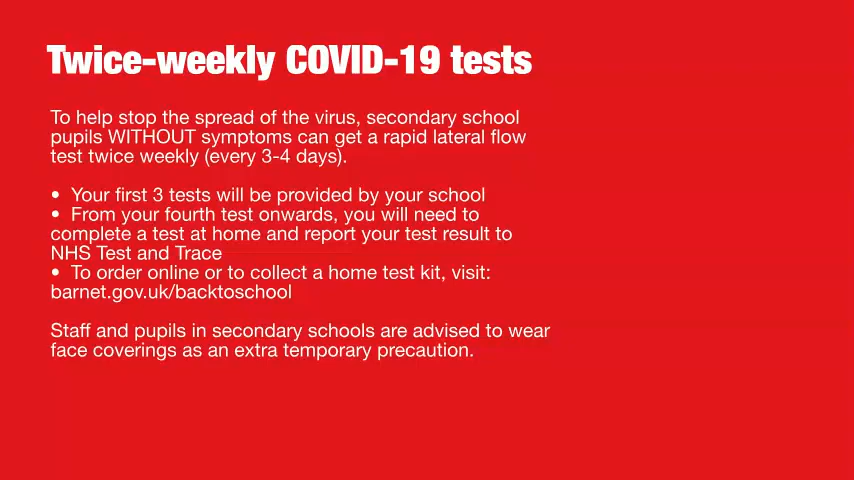 Twice-weekly COVID-19 tests
To help stop the spread of the virus, secondary school
pupils WITHOUT symptoms can get a rapid lateral flow
test twice weekly (every 3-4 days).
• Your first 3 tests will be provided by your school
• From your fourth test onwards, you will need to
complete a test at home and report your test result to
NHS Test and Trace
• To order online or to collect a home test kit, visit:
barnet.gov.uk/backtoschool
Staff and pupils in secondary schools are advised to wear
face coverings as an extra temporary precaution.